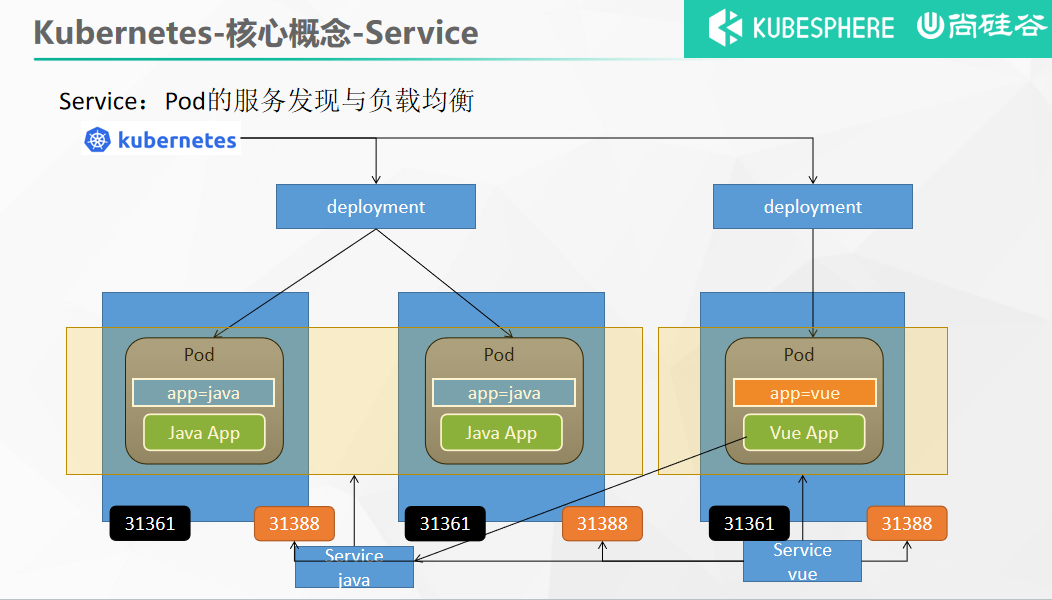 Kubernetes-核心概念-Service
KUBESPHERE
尚硅谷
Service：Pod的服务发现与负载均衡
kubernetes
deployment
deployment
Pod
Pod
Pod
app=java
app=java
app=vue
Java App
Java App
Vue App
31361
31388
31361
31388
31361
31388
Service
java
Service
vue